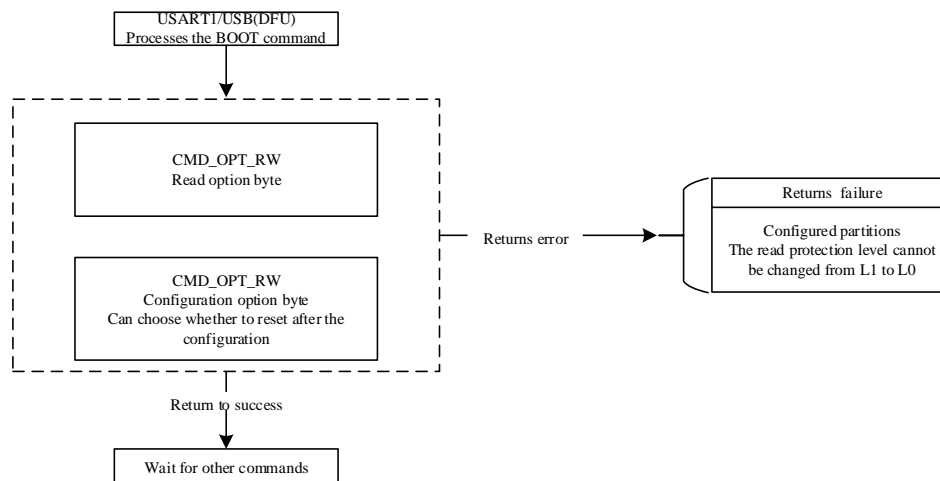 USART1/USB(DFU)
Processes the BOOT command
CMD_OPT_RW
Read option byte
CMD_OPT_RW
Configuration option byte
Can choose whether to reset after the
configuration
Returns error
Returns failure
Configured partitions
The read protection level cannot
be changed from L1 to L0
Return to success
Wait for other commands